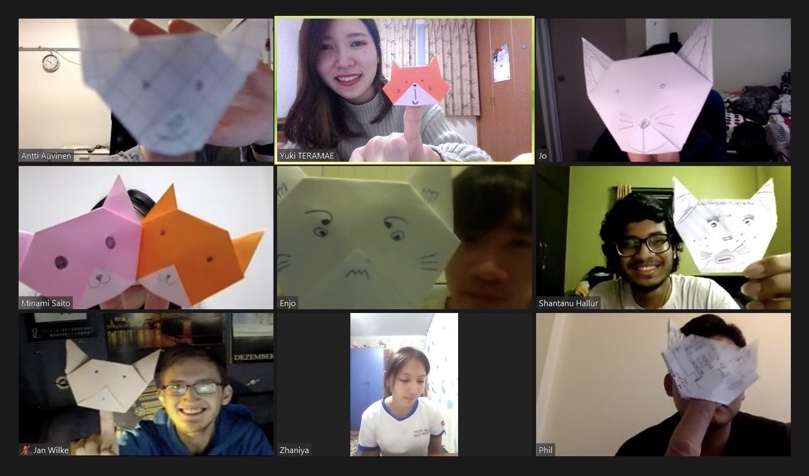 Antti Auvinen
Yuki TERAMAE
Jo
Minami Saito
Enjo
Shantanu Hallur
DEZEMBER
Jan Wilke
Zhaniya
Phil